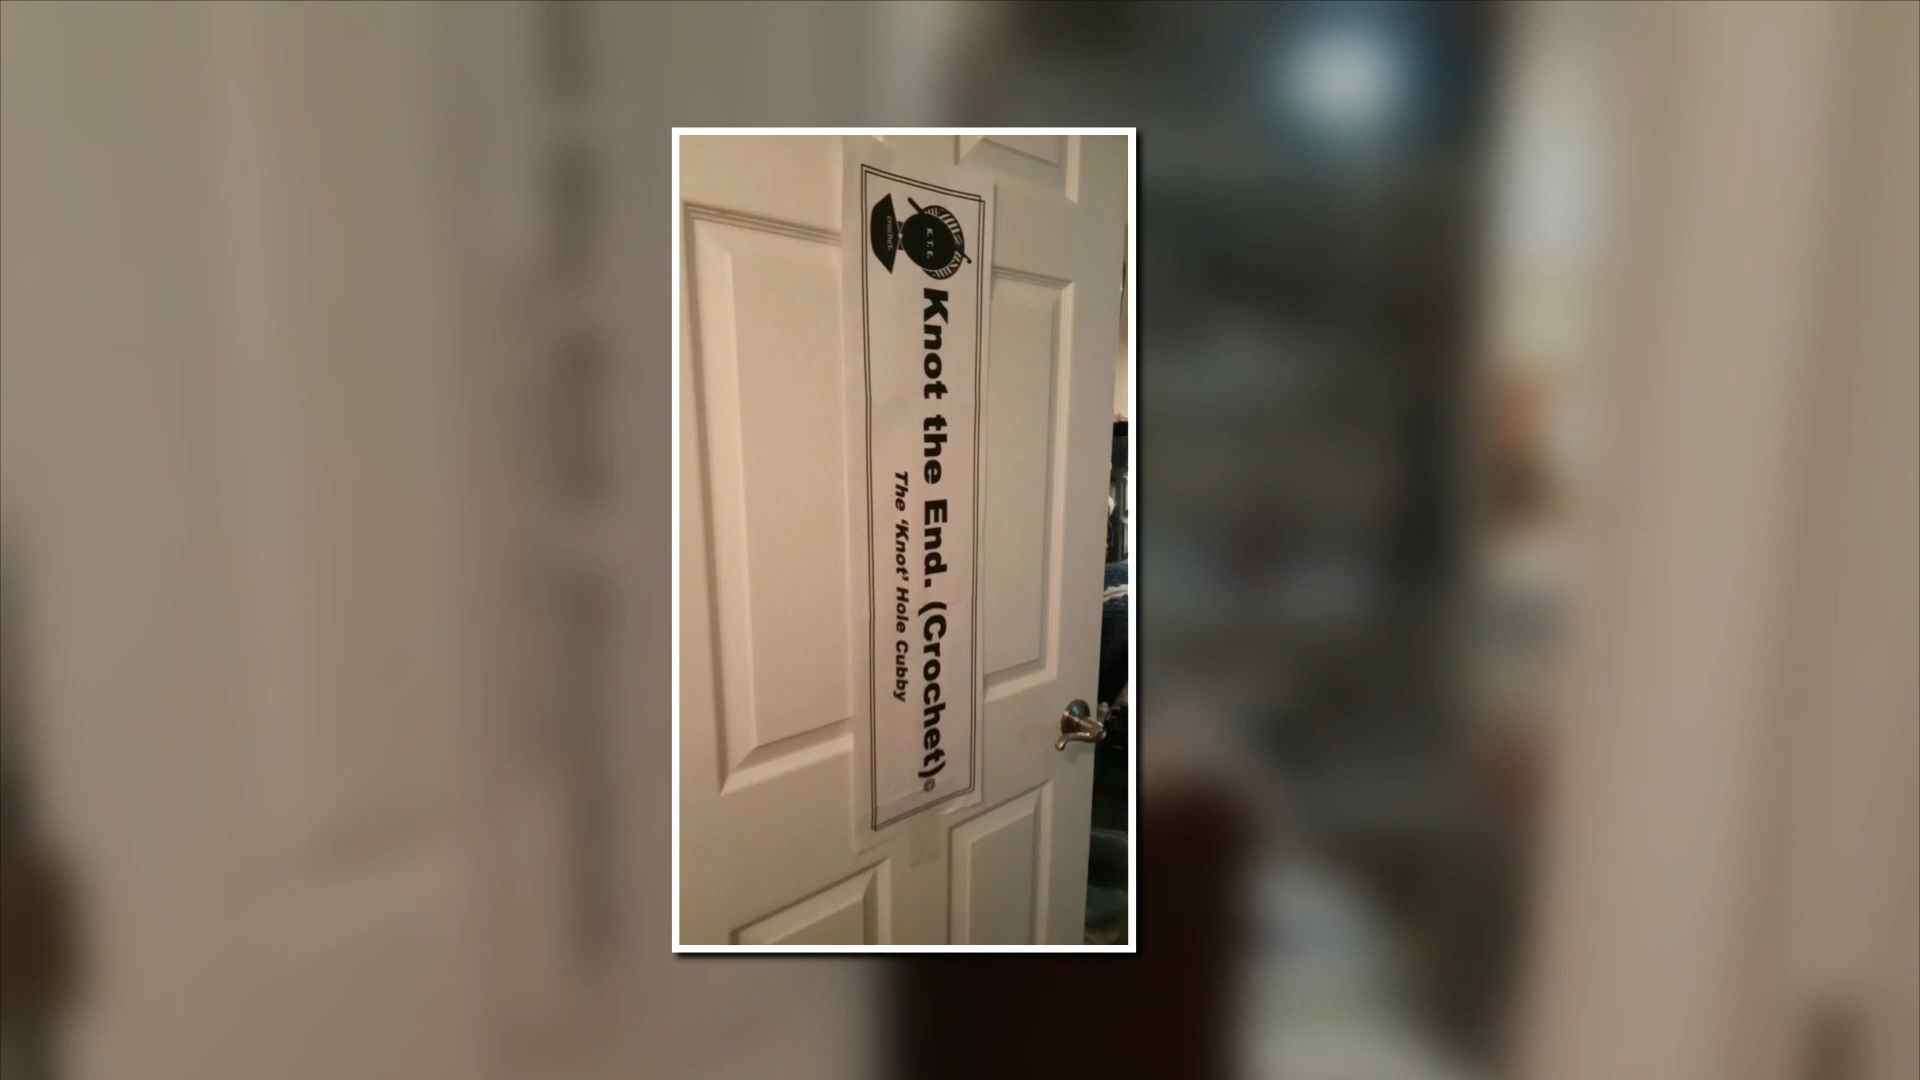 K. T. E.
crochet
Knot the End. (Crochet)©
The 'Knot' Hole Cubby